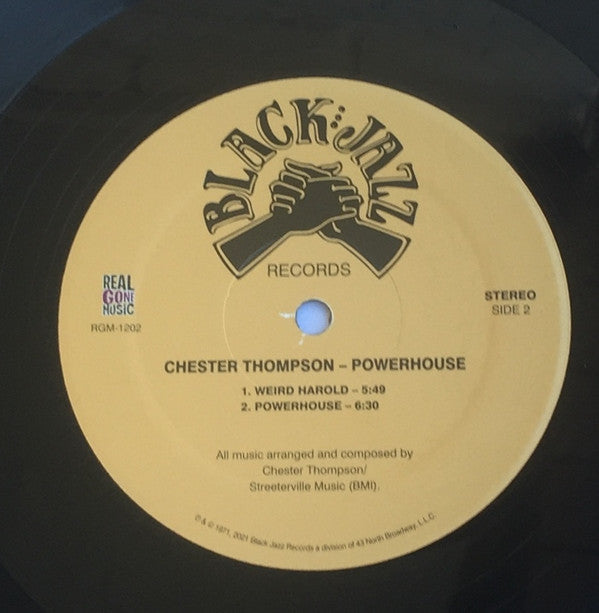 BLACK JAZZ
RECORDS
REAL
GONE
MUSIC
RGM-1202
STEREO
SIDE 2
CHESTER THOMPSON – POWERHOUSE
1. WEIRD HAROLD – 5:49
2. POWERHOUSE – 6:30
All music arranged and composed by
Chester Thompson/
Streeterville Music (BMI).
℗ & © 1971, 2021 Black Jazz Records a division of 43 North Broadway, L.L.C.